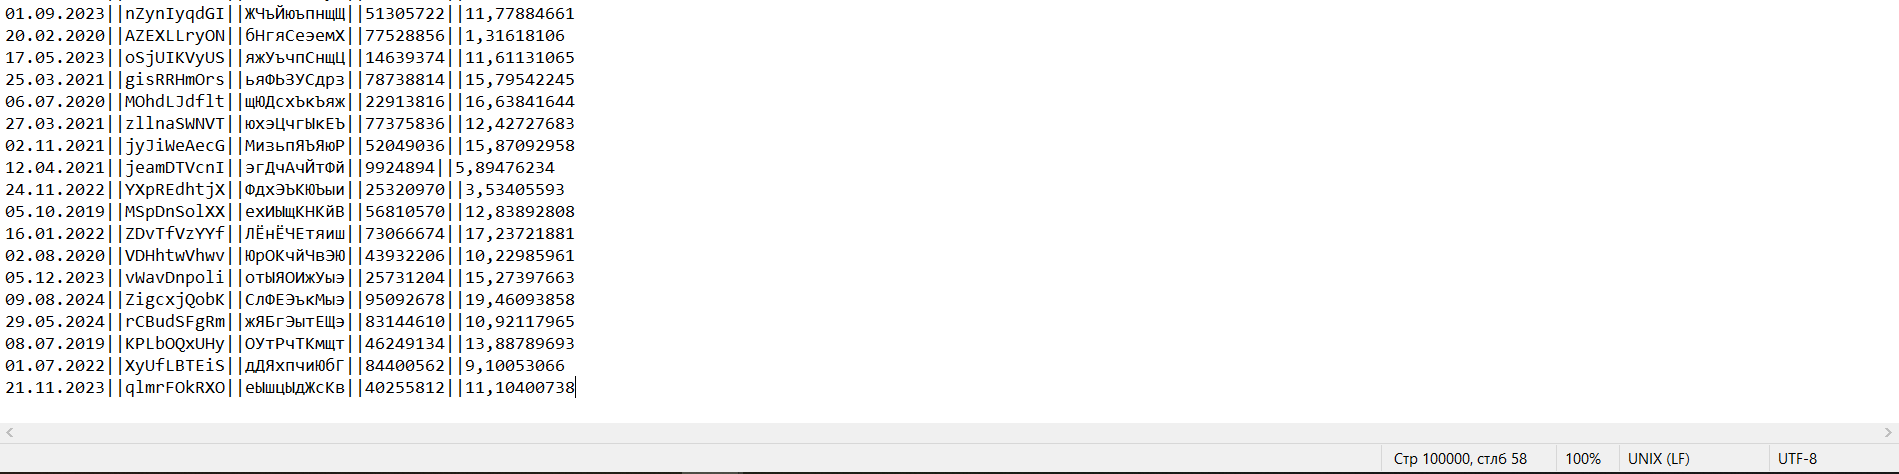 01.09.2023||nZynIyqdGI||ЖЧъЙюъпнщЩ||51305722||11,77884661
20.02.2020||AZEXLLryON||бНгяСеэемХ||77528856||1,31618106
17.05.2023||oSjUIKVyUS||яжУъчпСнщЦ||14639374||11,61131065
25.03.2021||gisRRHmOrs||ьяФЬЗУСдрз||78738814||15,79542245
06.07.2020||MOhdLJdflt||щЮДсхЪкЪяж||22913816||16,63841644
27.03.2021||zllnaSWNVT||юхэЦчгЫкЕЪ||77375836||12,42727683
02.11.2021||jyJiWeAecG||МизьпЯЪЯюР||52049036||15,87092958
12.04.2021||jeamDTVcnI||эгДчАчЙтФй||9924894||5,89476234
24.11.2022||YXpREdhtjX||ФдхЭЪКЮЪыи||25320970||3,53405593
05.10.2019||MSpDnSolXX||ехИЫщКНКйВ||56810570||12,83892808
16.01.2022||ZDvTfVzYYf||ЛЁнЁЧЕтяиш||73066674||17,23721881
02.08.2020||VDHhtwVhwv||ЮрОКчйЧвЭЮ||43932206||10,22985961
05.12.2023||vWavDnpoli||отЫЯОИжУыэ||25731204||15,27397663
09.08.2024||ZigcxjQobK||СлФЕЭъкМыэ||95092678||19,46093858
29.05.2024||rCBudSFgRm||жЯБгЭытЕЩэ||83144610||10,92117965
08.07.2019||KPLbOQxUHy||ОУтРчТКмщт||46249134||13,88789693
01.07.2022||XyUfLBTEiS||дДЯхпчиЮбГ||84400562||9,10053066
21.11.2023||qlmrFOkRXO||еЫшцЫдЖсКв||40255812||11,10400738
Стр 100000, стлб 58
100%
UNIX (LF)
UTF-8